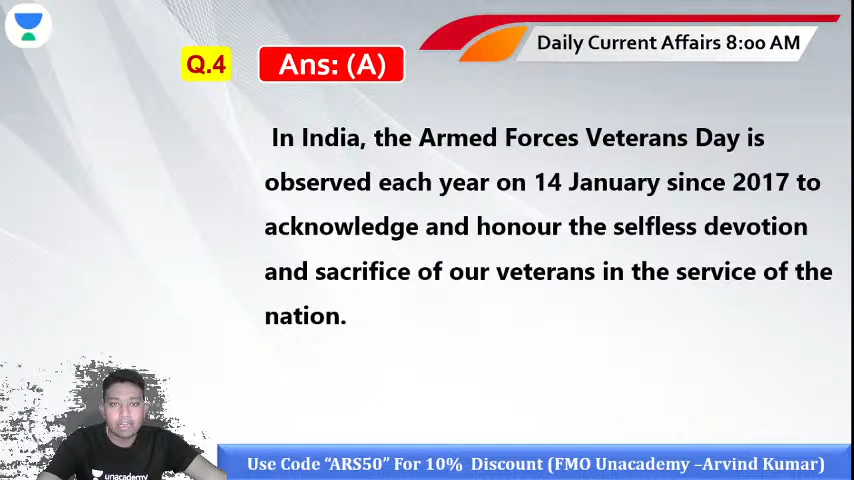 Daily Current Affairs 8:00 AM
Q.4
Ans: (A)
In India, the Armed Forces Veterans Day is
observed each year on 14 January since 2017 to
acknowledge and honour the selfless devotion
and sacrifice of our veterans in the service of the
nation.
unacademy
Use Code “ARS50” For 10% Discount (FMO Unacademy –Arvind Kumar)